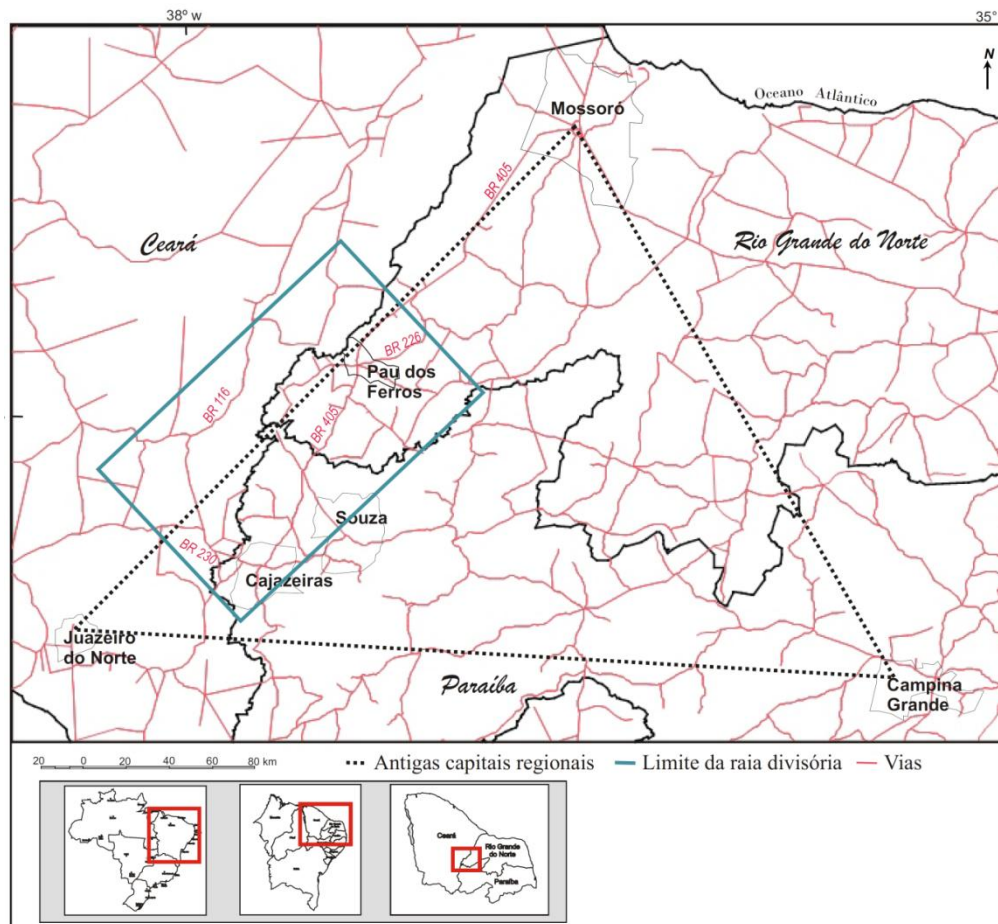 38° w
35°
N
Oceano Atlântico
Mossoró
BR 405
Ceará
Rio Grande do Norte
BR 226
Pau dos
Ferros
BR 116
BR 405
Souza
BR 230
Cajazeiras
Juazeiro
do Norte
Paraíba
Campina
Grande
20 0 20 40 60 80 km
Antigas capitais regionais Limite da raia divisória Vias
Ceará
Rio Grande
do Norte
Paraíba